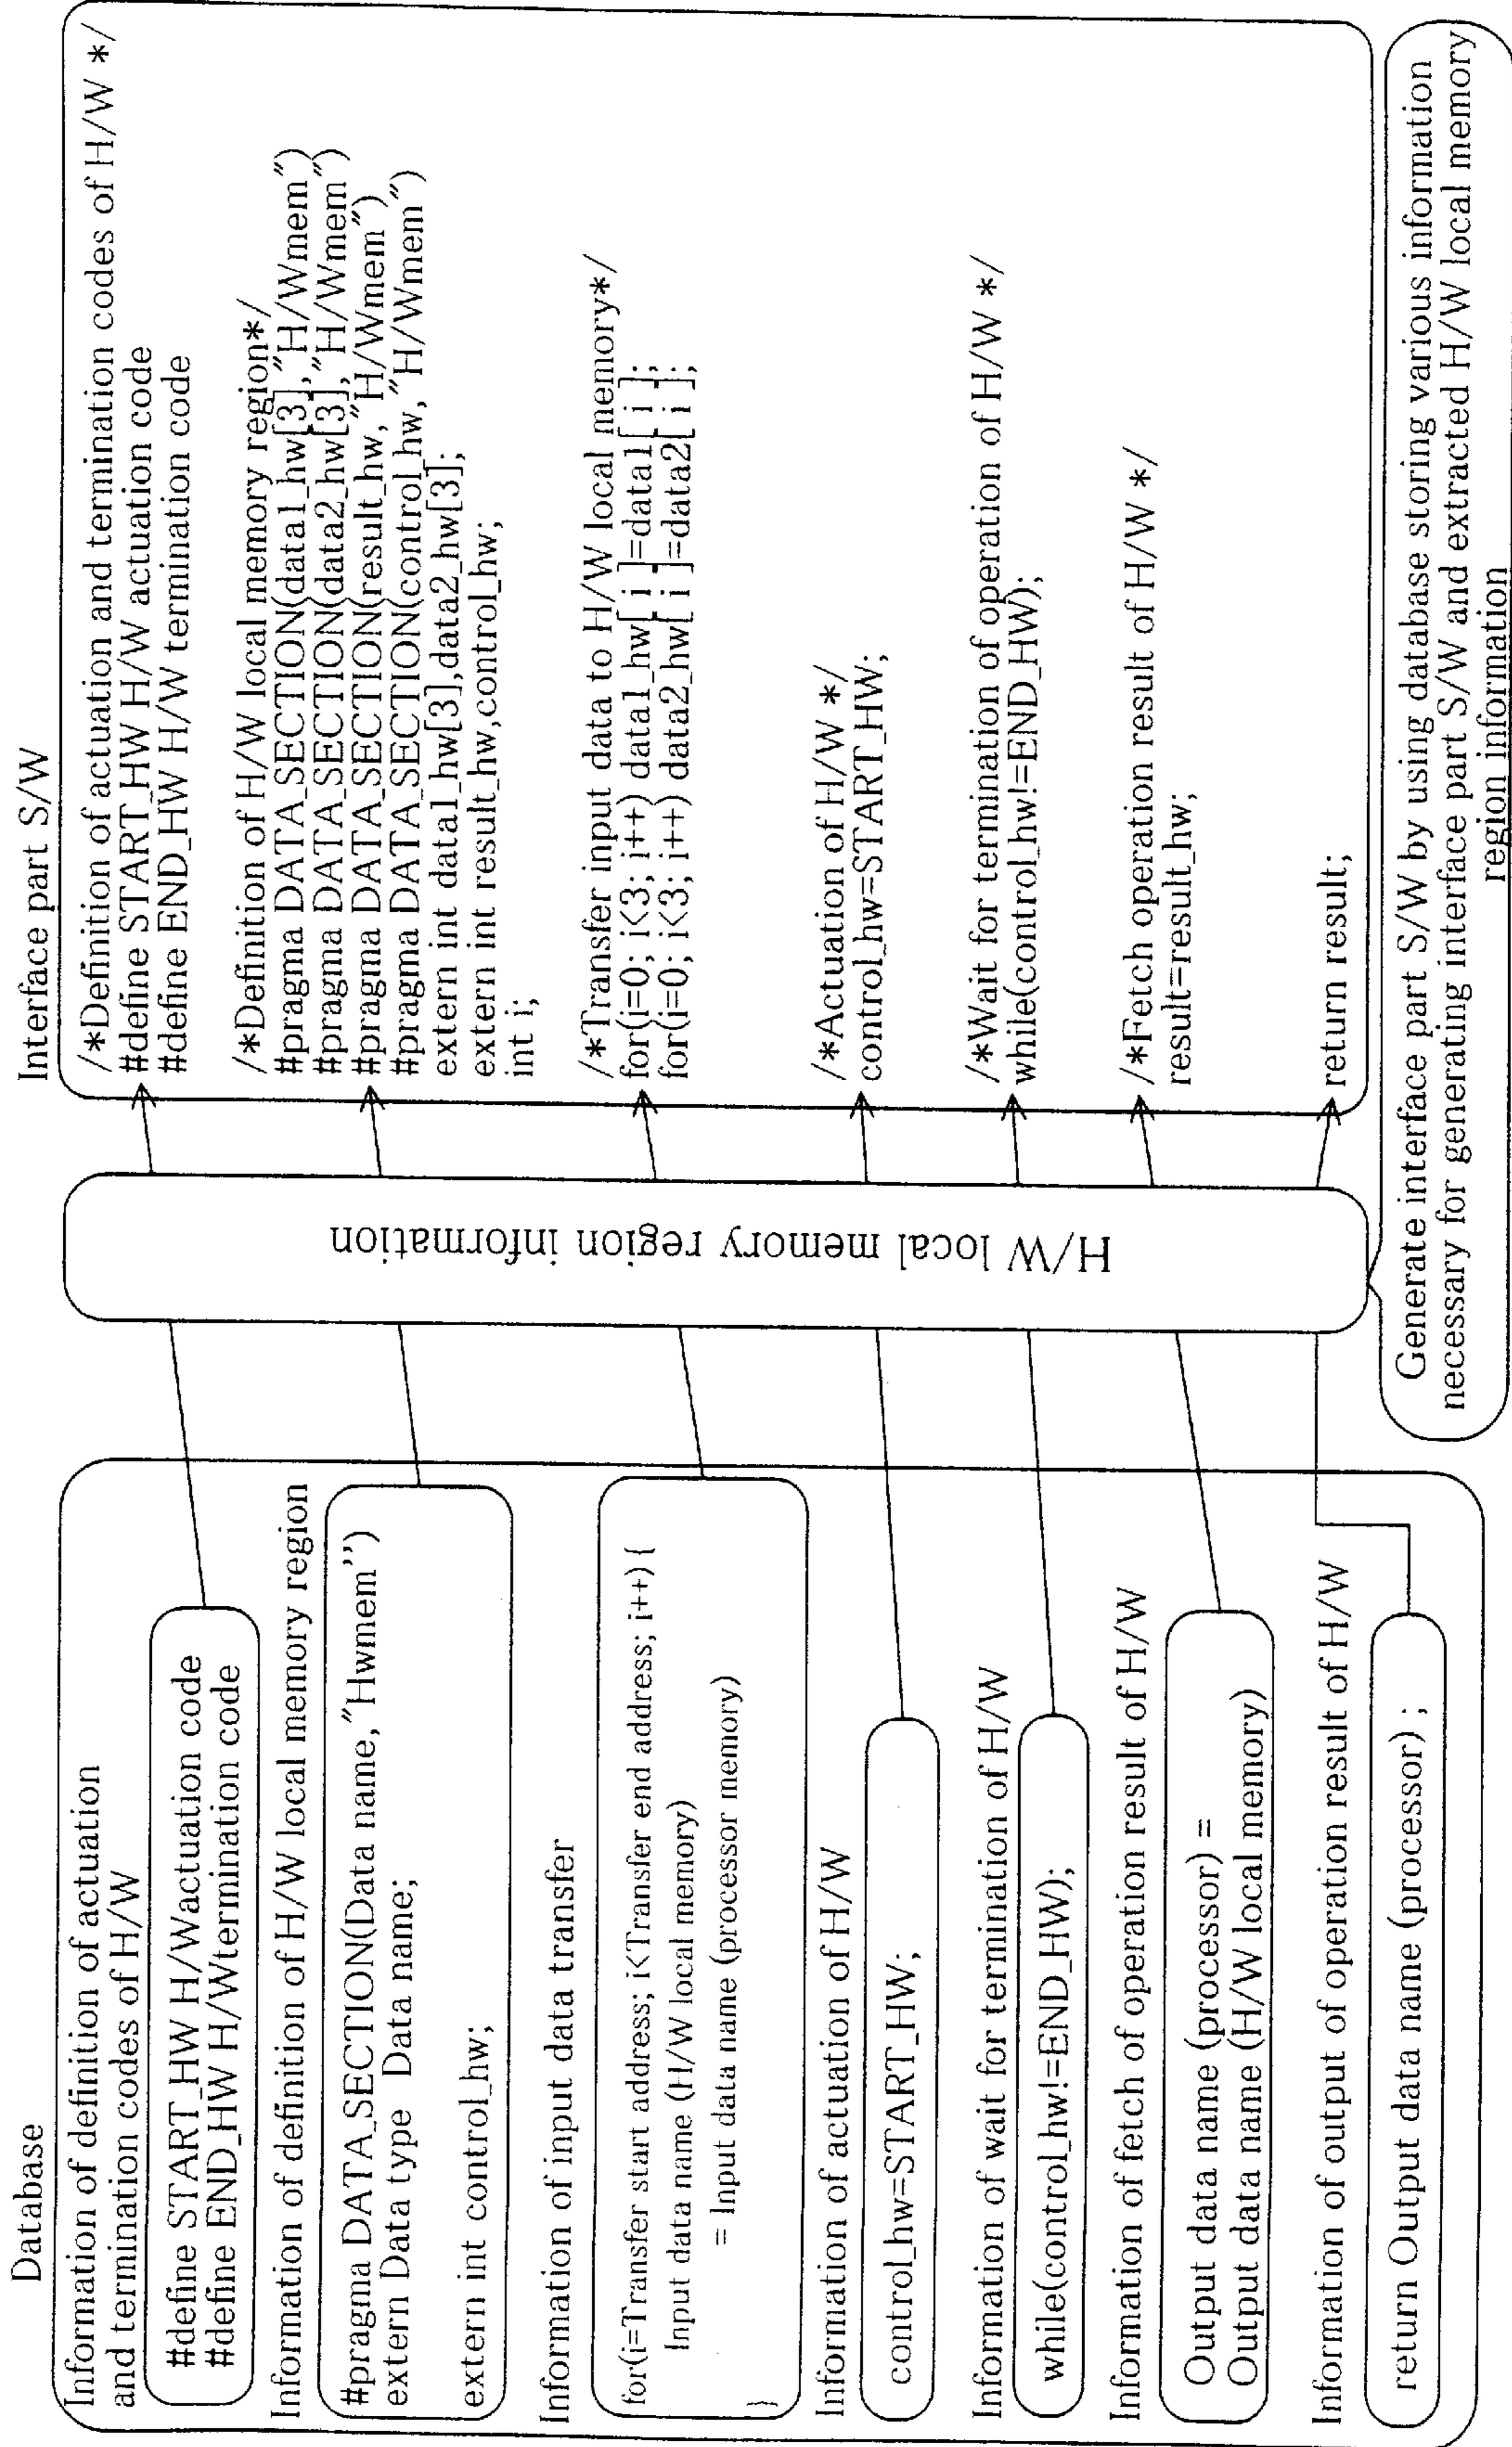 Database
Information of definition of actuation
and termination codes of H/W
#define START_HW H/Wactuation code
#define END_HW H/Wtermination code
Information of definition of H/W local memory region
#pragma DATA_SECTION(Data name,"Hwmem")
extern Data type Data name;
extern int control_hw;
Information of input data transfer
for(i=Transfer start address; i<Transfer end address; i++) {
Input data name (H/W local memory)
= Input data name (processor memory)
}
Information of actuation of H/W
control_hw=START_HW;
Information of wait for termination of H/W
while(control_hw!=END_HW);
Information of fetch of operation result of H/W
Output data name (processor) =
Output data name (H/W local memory)
Information of output of operation result of H/W
return Output data name (processor) ;
H/W local memory region information
Interface part S/W
/*Definition of actuation and termination codes of H/W */
#define START_HW H/W actuation code
#define END_HW H/W termination code
/*Definition of H/W local memory region*/
#pragma DATA_SECTION(data1_hw[3],"H/Wmem")
#pragma DATA_SECTION(data2_hw[3],"H/Wmem")
#pragma DATA_SECTION(result_hw,"H/Wmem")
#pragma DATA_SECTION(control_hw,"H/Wmem")
extern int data1_hw[3],data2_hw[3];
extern int result_hw,control_hw;
int i;
/*Transfer input data to H/W local memory*/
for(i=0; i<3; i++) data1_hw[ i ]=data1[ i ];
for(i=0; i<3; i++) data2_hw[ i ]=data2[ i ];
/*Actuation of H/W */
control_hw=START_HW;
/*Wait for termination of operation of H/W */
while(control_hw!=END_HW);
/*Fetch operation result of H/W */
result=result_hw;
return result;
Generate interface part S/W by using database storing various information
necessary for generating interface part S/W and extracted H/W local memory
region information